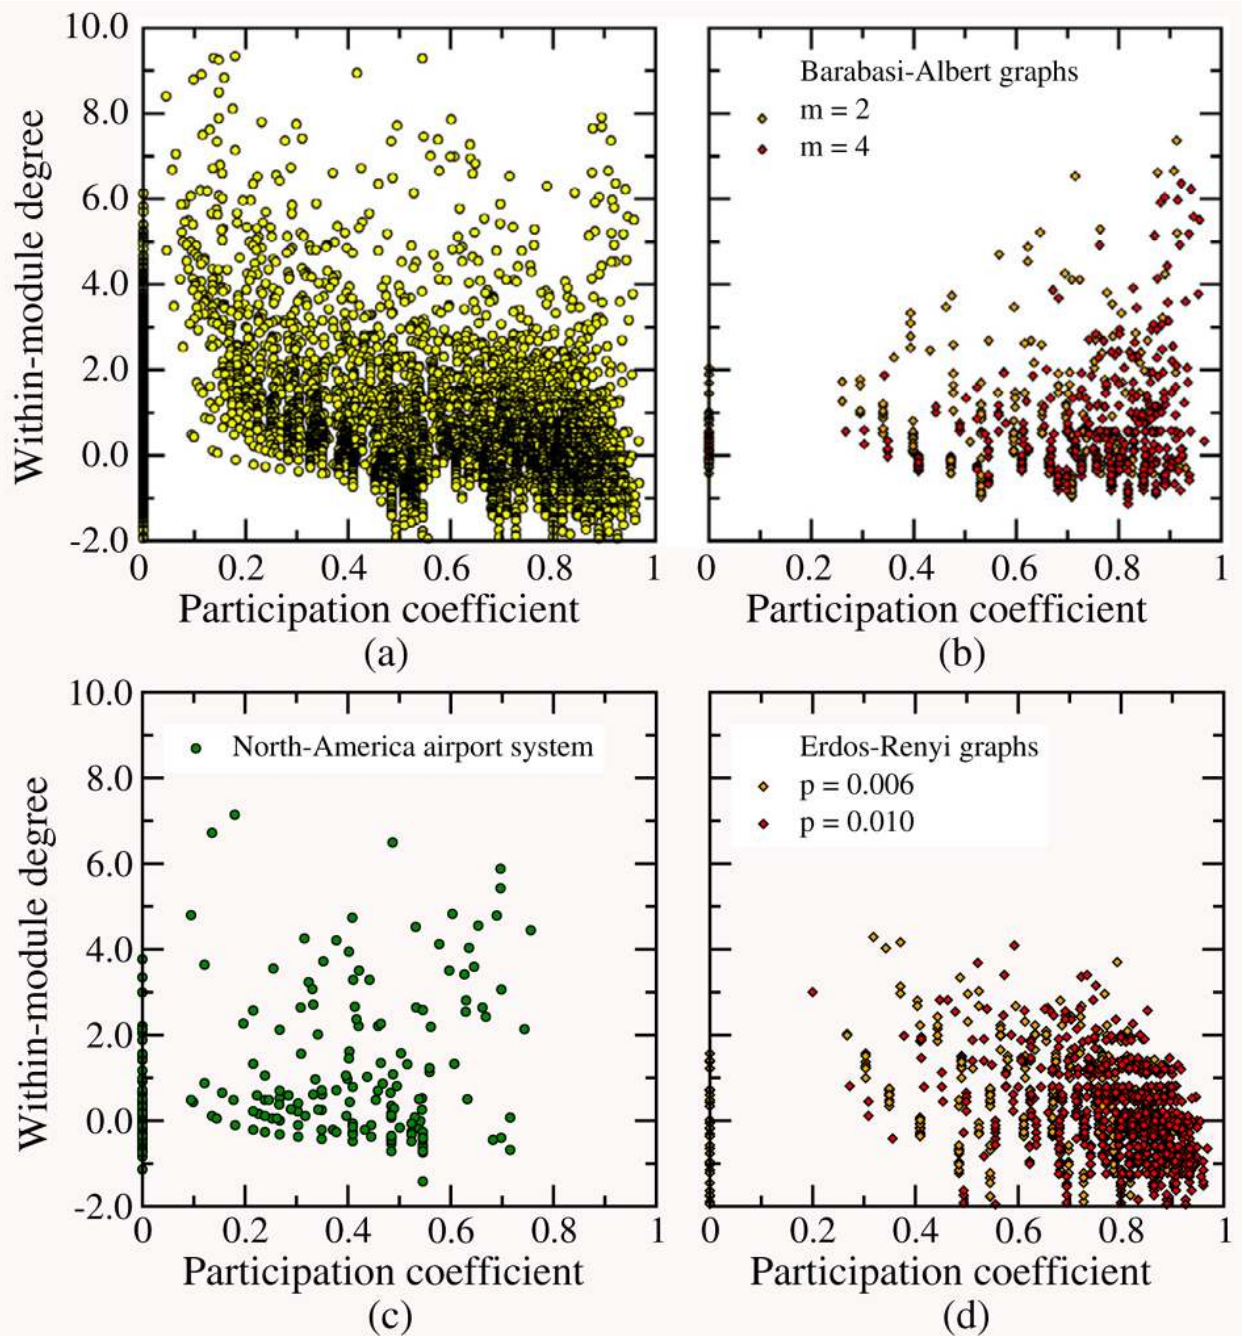 10.0
8.0
6.0
4.0
2.0
0.0
-2.0
Within-module degree
0 0.2 0.4 0.6 0.8 1
Participation coefficient
(a)
Barabasi-Albert graphs
m = 2
m = 4
0 0.2 0.4 0.6 0.8 1
Participation coefficient
(b)
10.0
8.0
6.0
4.0
2.0
0.0
-2.0
Within-module degree
North-America airport system
0 0.2 0.4 0.6 0.8 1
Participation coefficient
(c)
Erdos-Renyi graphs
p = 0.006
p = 0.010
0 0.2 0.4 0.6 0.8 1
Participation coefficient
(d)